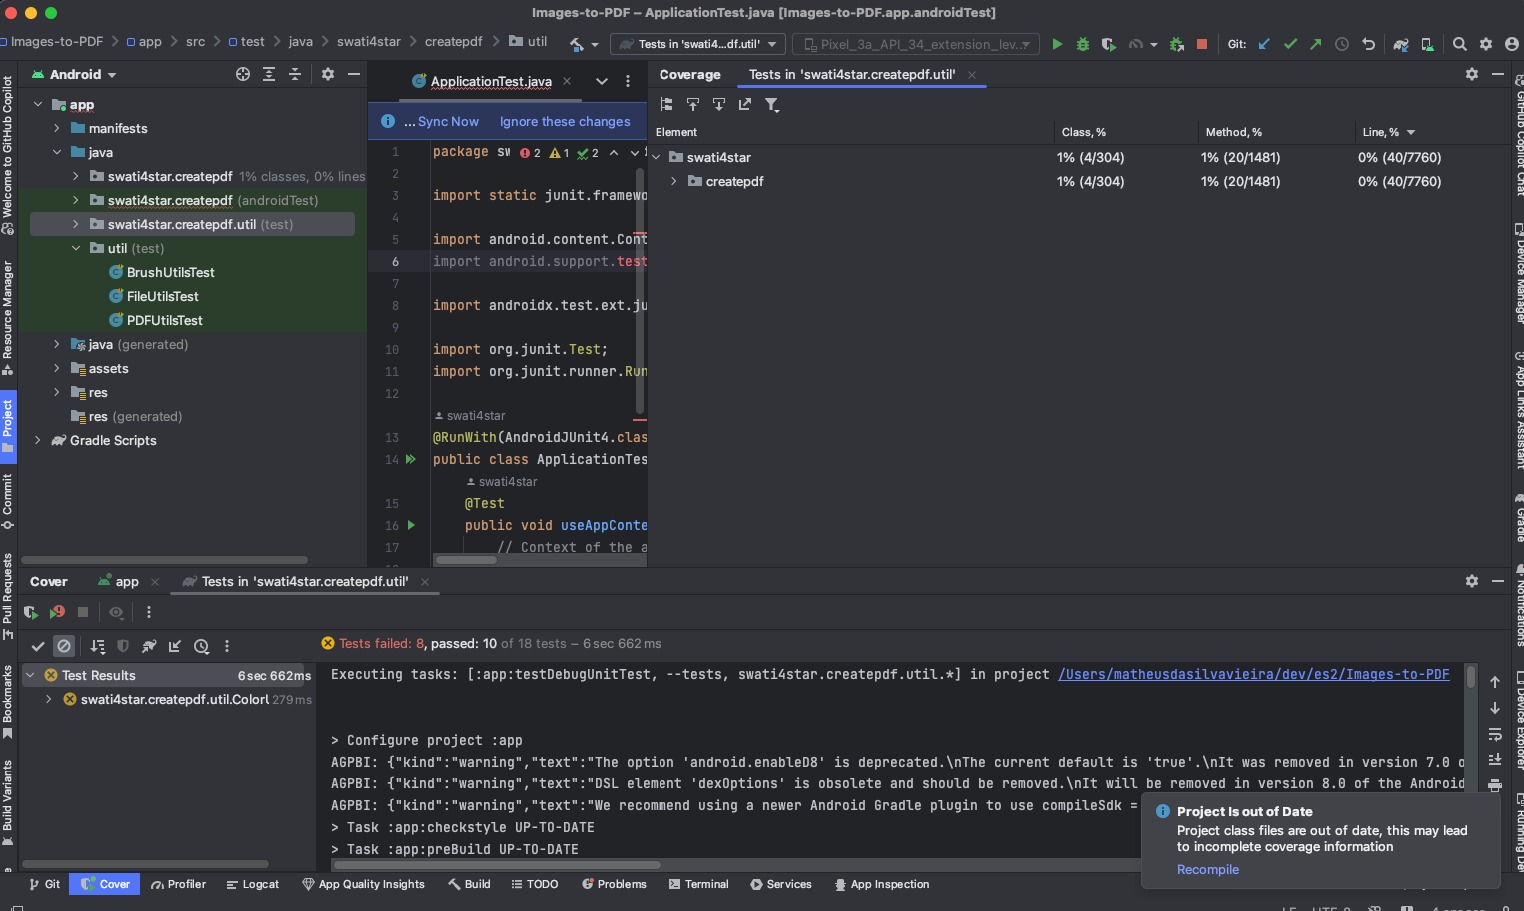 Images-to-PDF – ApplicationTest.java [Images-to-PDF.app.androidTest]
Images-to-PDF
app
src
test
java
swati4star
createpdf
util
Tests in 'swati4...df.util'
Pixel_3a_API_34_extension_lev...
Git:
Welcome to GitHub Copilot
Resource Manager
Project
Commit
Pull Requests
Bookmarks
Build Variants
Android
app
manifests
java
swati4star.createpdf 1% classes, 0% lines
swati4star.createpdf (androidTest)
swati4star.createpdf.util (test)
util (test)
BrushUtilsTest
FileUtilsTest
PDFUtilsTest
java (generated)
assets
res
res (generated)
Gradle Scripts
ApplicationTest.java
... Sync Now Ignore these changes
2 1 2
1 package sw
2
3 import static junit.framewo
4
5 import android.content.Cont
6 import android.support.test
7
8 import androidx.test.ext.ju
9
10 import org.junit.Test;
11 import org.junit.runner.Run
12
swati4star
13 @RunWith(AndroidJUnit4.clas
14 public class ApplicationTes
swati4star
15 @Test
16 public void useAppConte
17 // Context of the a
Coverage Tests in 'swati4star.createpdf.util'
Element Class, % Method, % Line, %
swati4star 1% (4/304) 1% (20/1481) 0% (40/7760)
createpdf 1% (4/304) 1% (20/1481) 0% (40/7760)
GitHub Copilot Chat
Device Manager
App Links Assistant
Gradle
Notifications
Device Explorer
Running De
Cover app Tests in 'swati4star.createpdf.util'
Tests failed: 8, passed: 10 of 18 tests – 6 sec 662 ms
Test Results 6 sec 662 ms
swati4star.createpdf.util.ColorU 279 ms
Executing tasks: [:app:testDebugUnitTest, --tests, swati4star.createpdf.util.*] in project /Users/matheusdasilvavieira/dev/es2/Images-to-PDF
> Configure project :app
AGPBI: {"kind":"warning","text":"The option 'android.enableD8' is deprecated.\nThe current default is 'true'.\nIt was removed in version 7.0 o
AGPBI: {"kind":"warning","text":"DSL element 'dexOptions' is obsolete and should be removed.\nIt will be removed in version 8.0 of the Android
AGPBI: {"kind":"warning","text":"We recommend using a newer Android Gradle plugin to use compileSdk =
> Task :app:checkstyle UP-TO-DATE
> Task :app:preBuild UP-TO-DATE
Project Is out of Date
Project class files are out of date, this may lead
to incomplete coverage information
Recompile
Git
Cover
Profiler
Logcat
App Quality Insights
Build
TODO
Problems
Terminal
Services
App Inspection